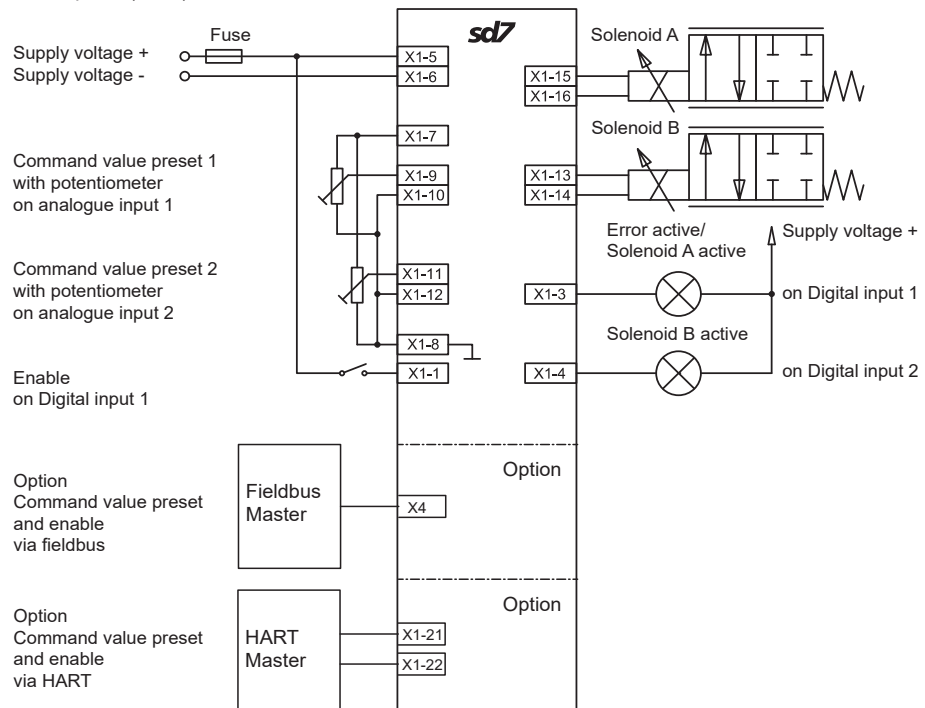 sd7
Fuse
Supply voltage +
Supply voltage -
X1-5
X1-6
X1-7
Command value preset 1
with potentiometer
on analogue input 1
X1-9
X1-10
Command value preset 2
with potentiometer
on analogue input 2
X1-11
X1-12
X1-8
Enable
on Digital input 1
X1-1
Solenoid A
X1-15
X1-16
Solenoid B
X1-13
X1-14
Error active/
Solenoid A active
Supply voltage +
X1-3
on Digital input 1
Solenoid B active
X1-4
on Digital input 2
Option
Option
Command value preset
and enable
via fieldbus
Fieldbus
Master
X4
Option
Option
Command value preset
and enable
via HART
HART
Master
X1-21
X1-22